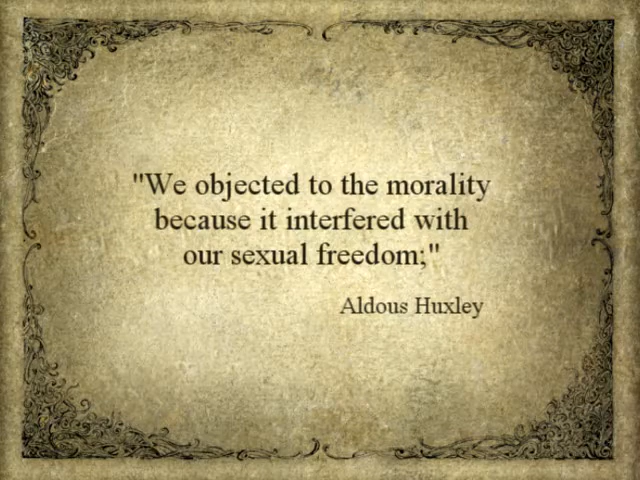 "We objected to the morality
because it interfered with
our sexual freedom;"
Aldous Huxley